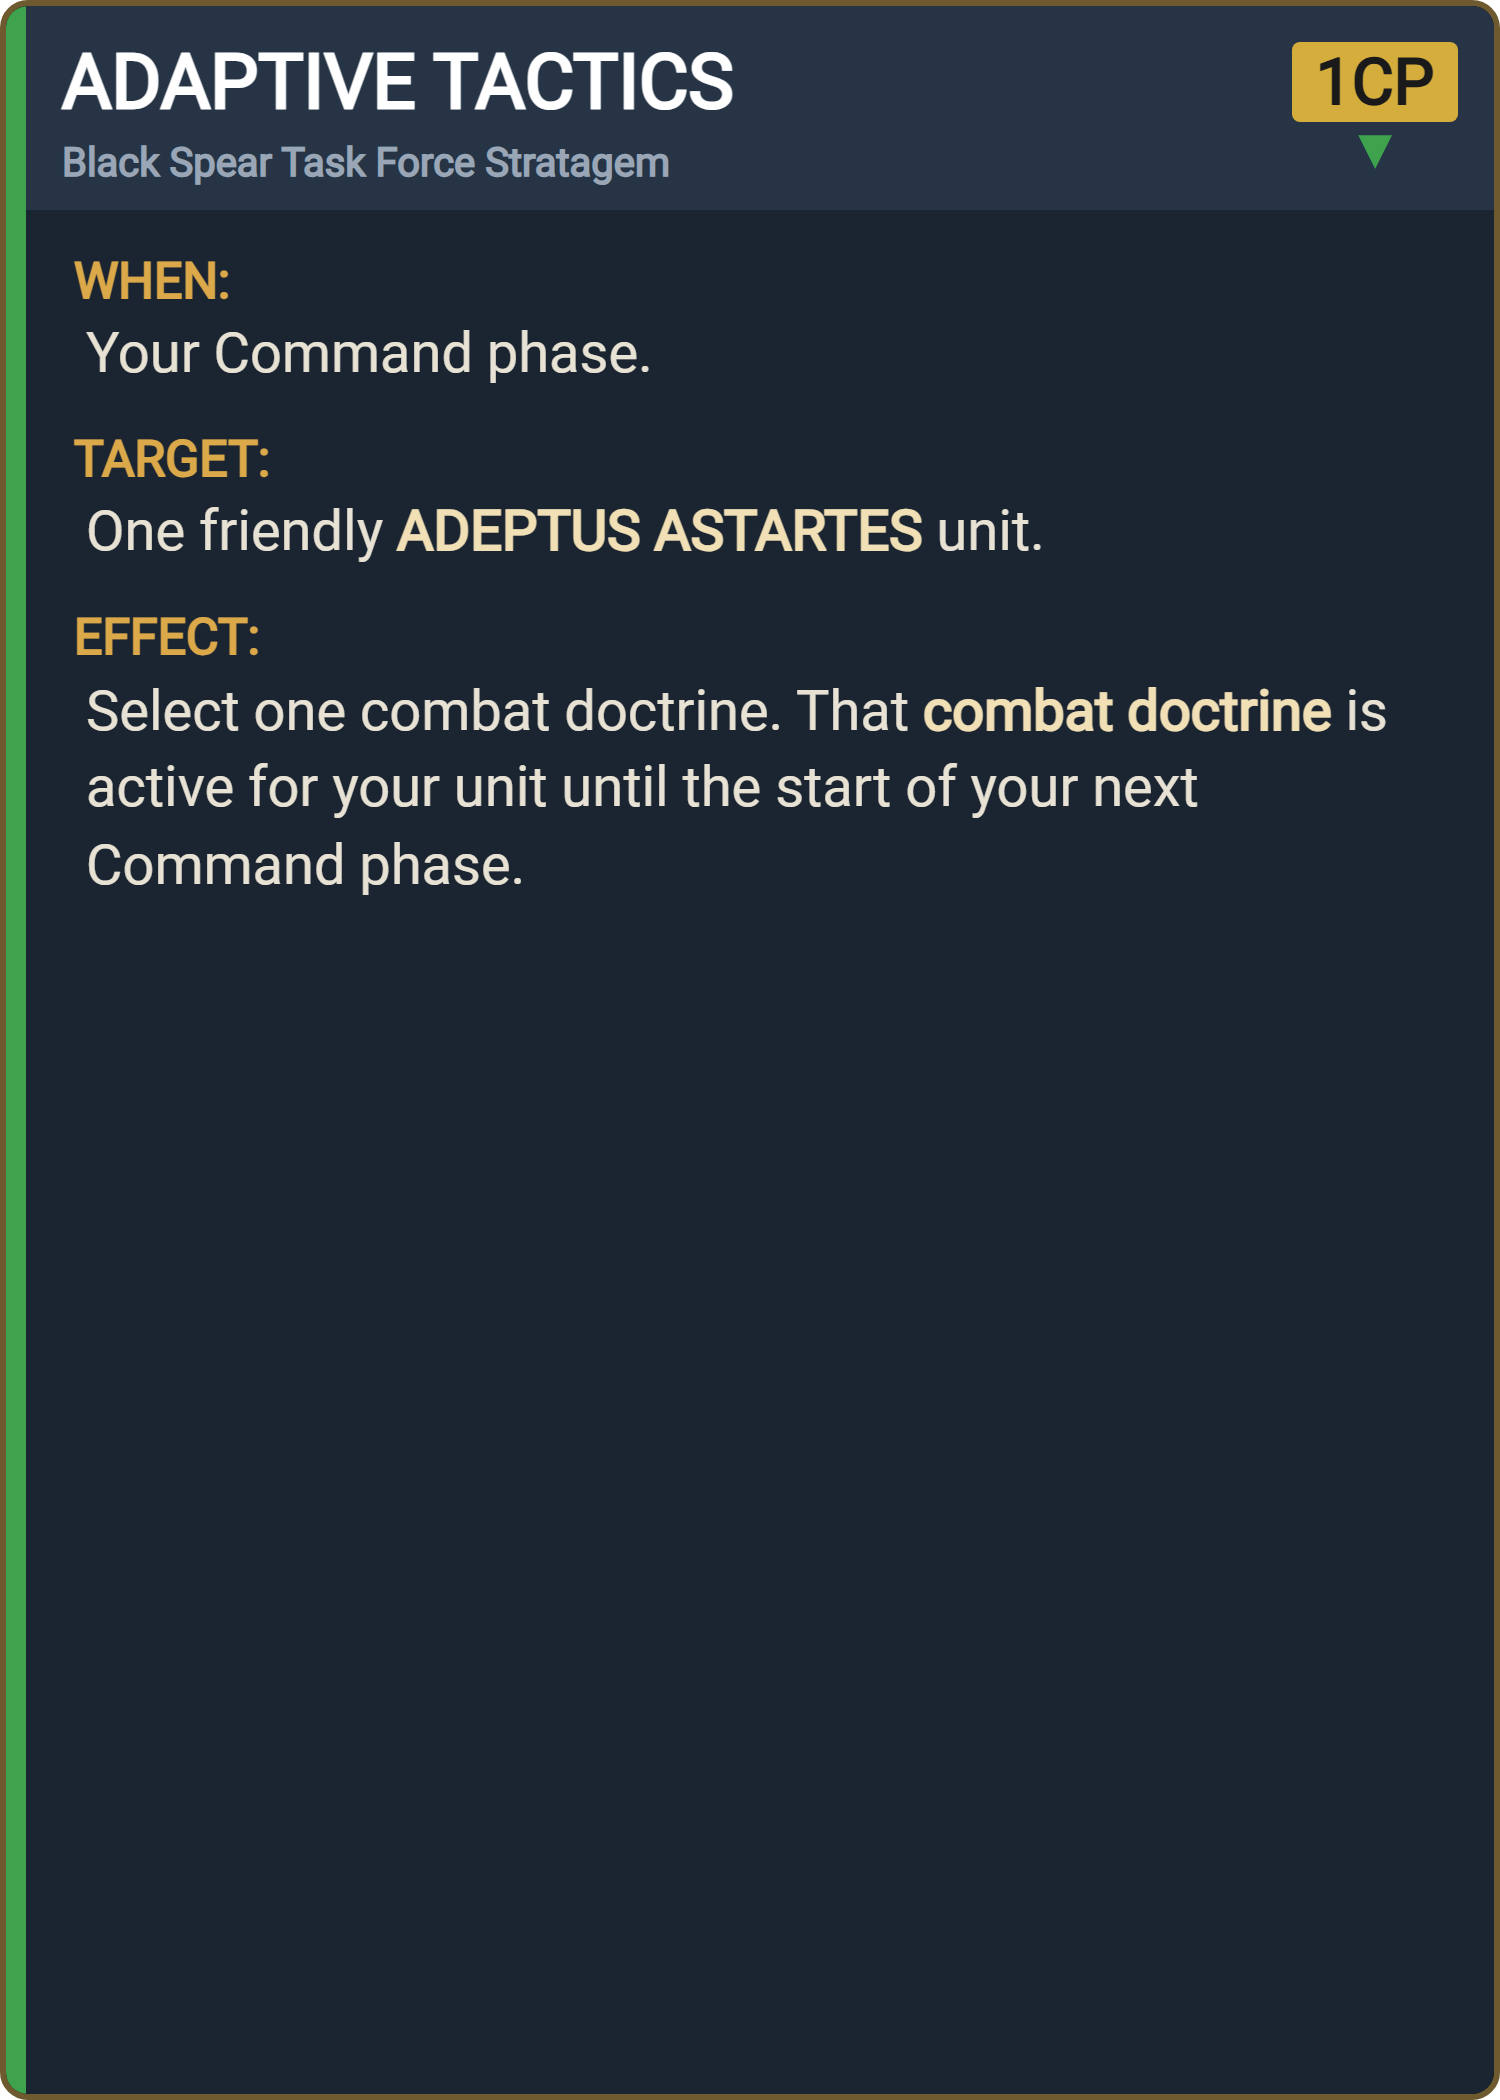 ADAPTIVE TACTICS
1CP
Black Spear Task Force Stratagem
WHEN:
Your Command phase.
TARGET:
One friendly ADEPTUS ASTARTES unit.
EFFECT:
Select one combat doctrine. That combat doctrine is
active for your unit until the start of your next
Command phase.